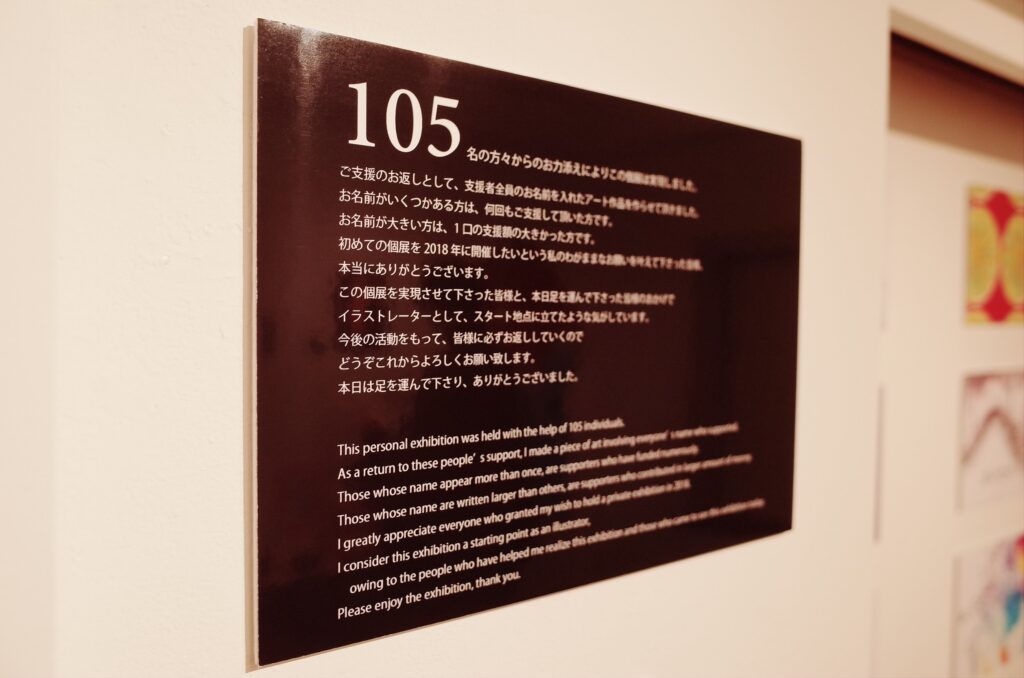 105
名の方々からのお力添えによりこの個展は実現しました。
ご支援のお返しとして、支援者全員のお名前を入れたアート作品を作らせて頂きました。
お名前がいくつかある方は、何回もご支援して頂いた方です。
お名前が大きい方は、1口の支援額の大きかった方です。
初めての個展を2018年に開催したいという私のわがままなお願いを叶えて下さった皆様、
本当にありがとうございます。
この個展を実現させて下さった皆様と、本日足を運んで下さった皆様のおかげで
イラストレーターとして、スタート地点に立てたような気がしています。
今後の活動をもって、皆様に必ずお返ししていくので
どうぞこれからよろしくお願い致します。
本日は足を運んで下さり、ありがとうございました。
This personal exhibition was held with the help of 105 individuals.
As a return to these people's support, I made a piece of art involving everyone's name who supported.
Those whose name appear more than once, are supporters who have funded numerously.
Those whose name are written larger than others, are supporters who contributed in larger amount of money.
I greatly appreciate everyone who granted my wish to hold a private exhibition in 2018.
I consider this exhibition a starting point as an illustrator,
owing to the people who have helped me realize this exhibition and those who came to see this exhibition
Please enjoy the exhibition, thank you.